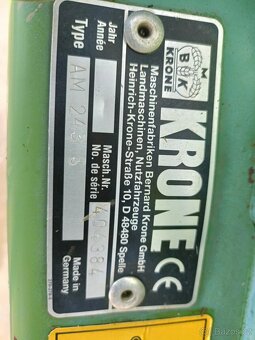 B K
KRONE
KRONE
CE
Maschinenfabriken Bernard Krone GmbH
Landmaschinen, Nutzfahrzeuge
Heinrich-Krone-Straße 10, D 48480 Spelle
Jahr
Année
Masch.Nr.
No. de série
Type AM 243
Made in
Germany